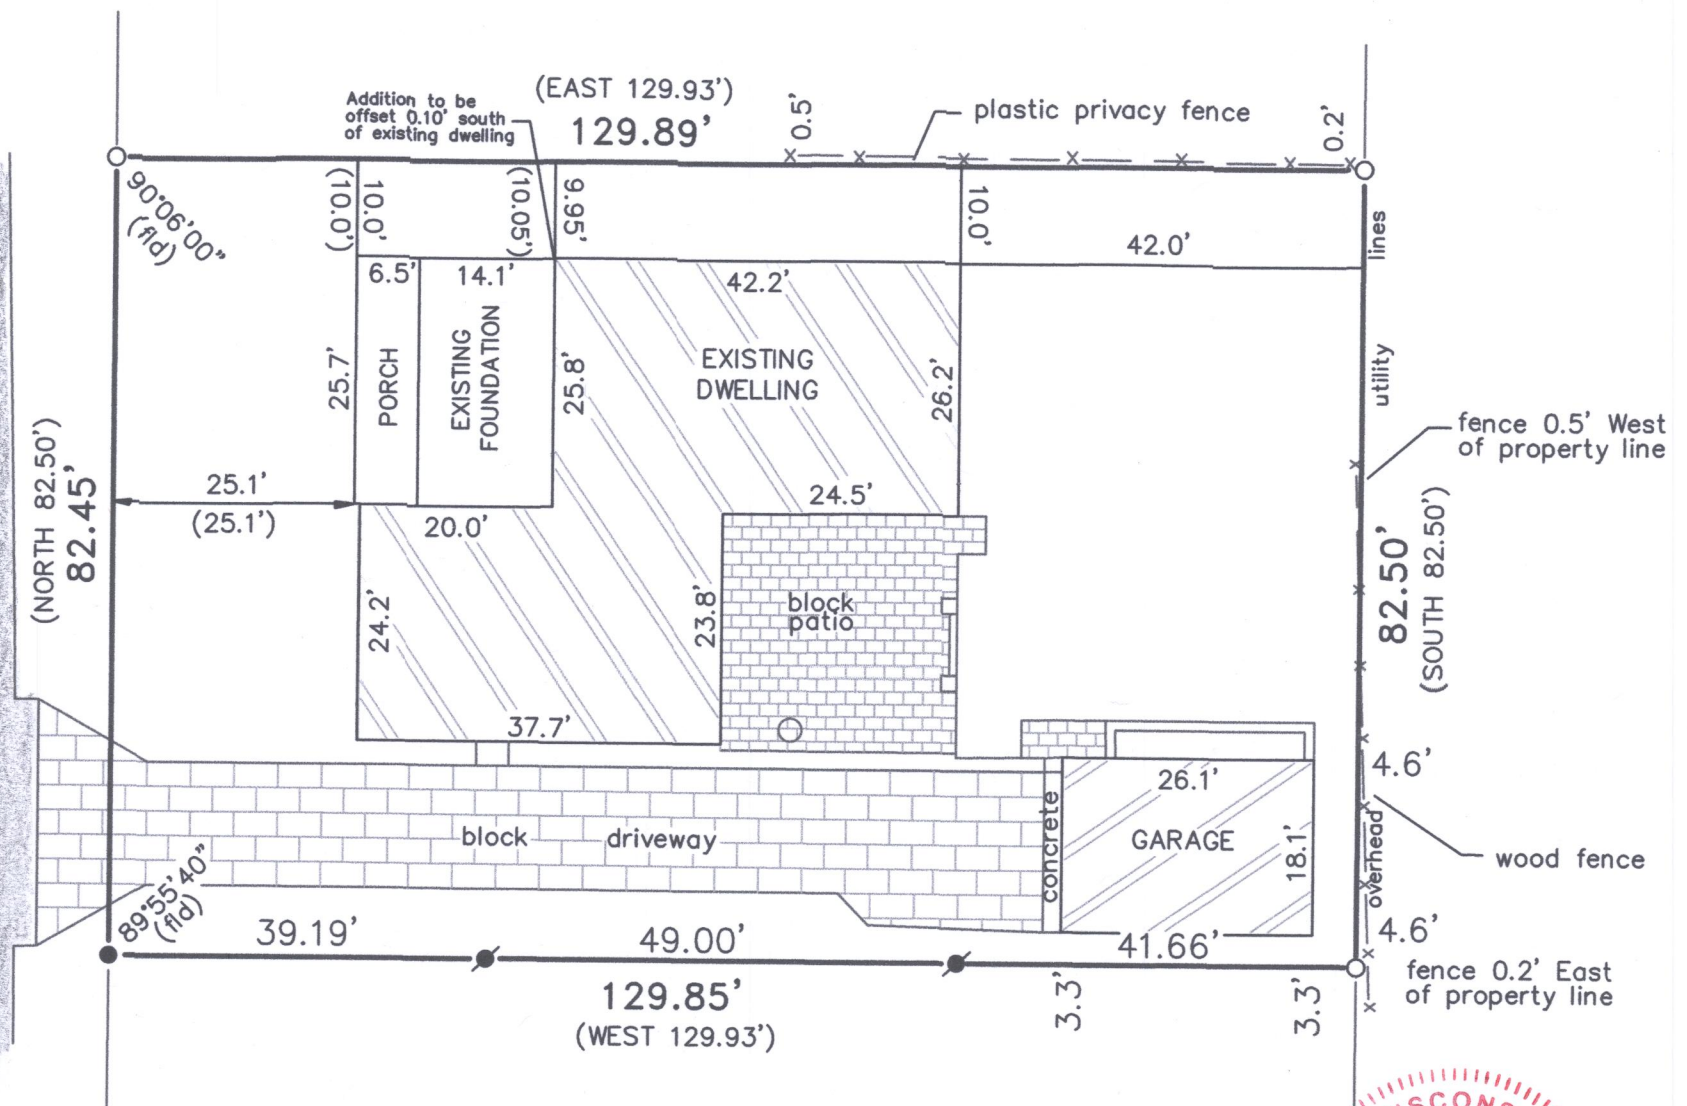 (EAST 129.93')
129.89'
Addition to be
offset 0.10' south
of existing dwelling
0.5'
plastic privacy fence
0.2'
90°06'00"
(fld)
(10.0')
10.0'
(10.05')
9.95'
10.0'
42.0'
lines
utility
6.5'
14.1'
42.2'
25.7'
PORCH
EXISTING
FOUNDATION
25.8'
EXISTING
DWELLING
26.2'
fence 0.5' West
of property line
(NORTH 82.50')
82.45'
25.1'
(25.1')
20.0'
24.5'
82.50'
(SOUTH 82.50')
24.2'
23.8'
block
patio
37.7'
4.6'
26.1'
block driveway
concrete
GARAGE
18.1'
overhead
wood fence
89°55'40"
(fld)
39.19'
49.00'
41.66'
4.6'
129.85'
(WEST 129.93')
3.3'
3.3'
fence 0.2' East
of property line
SCONS